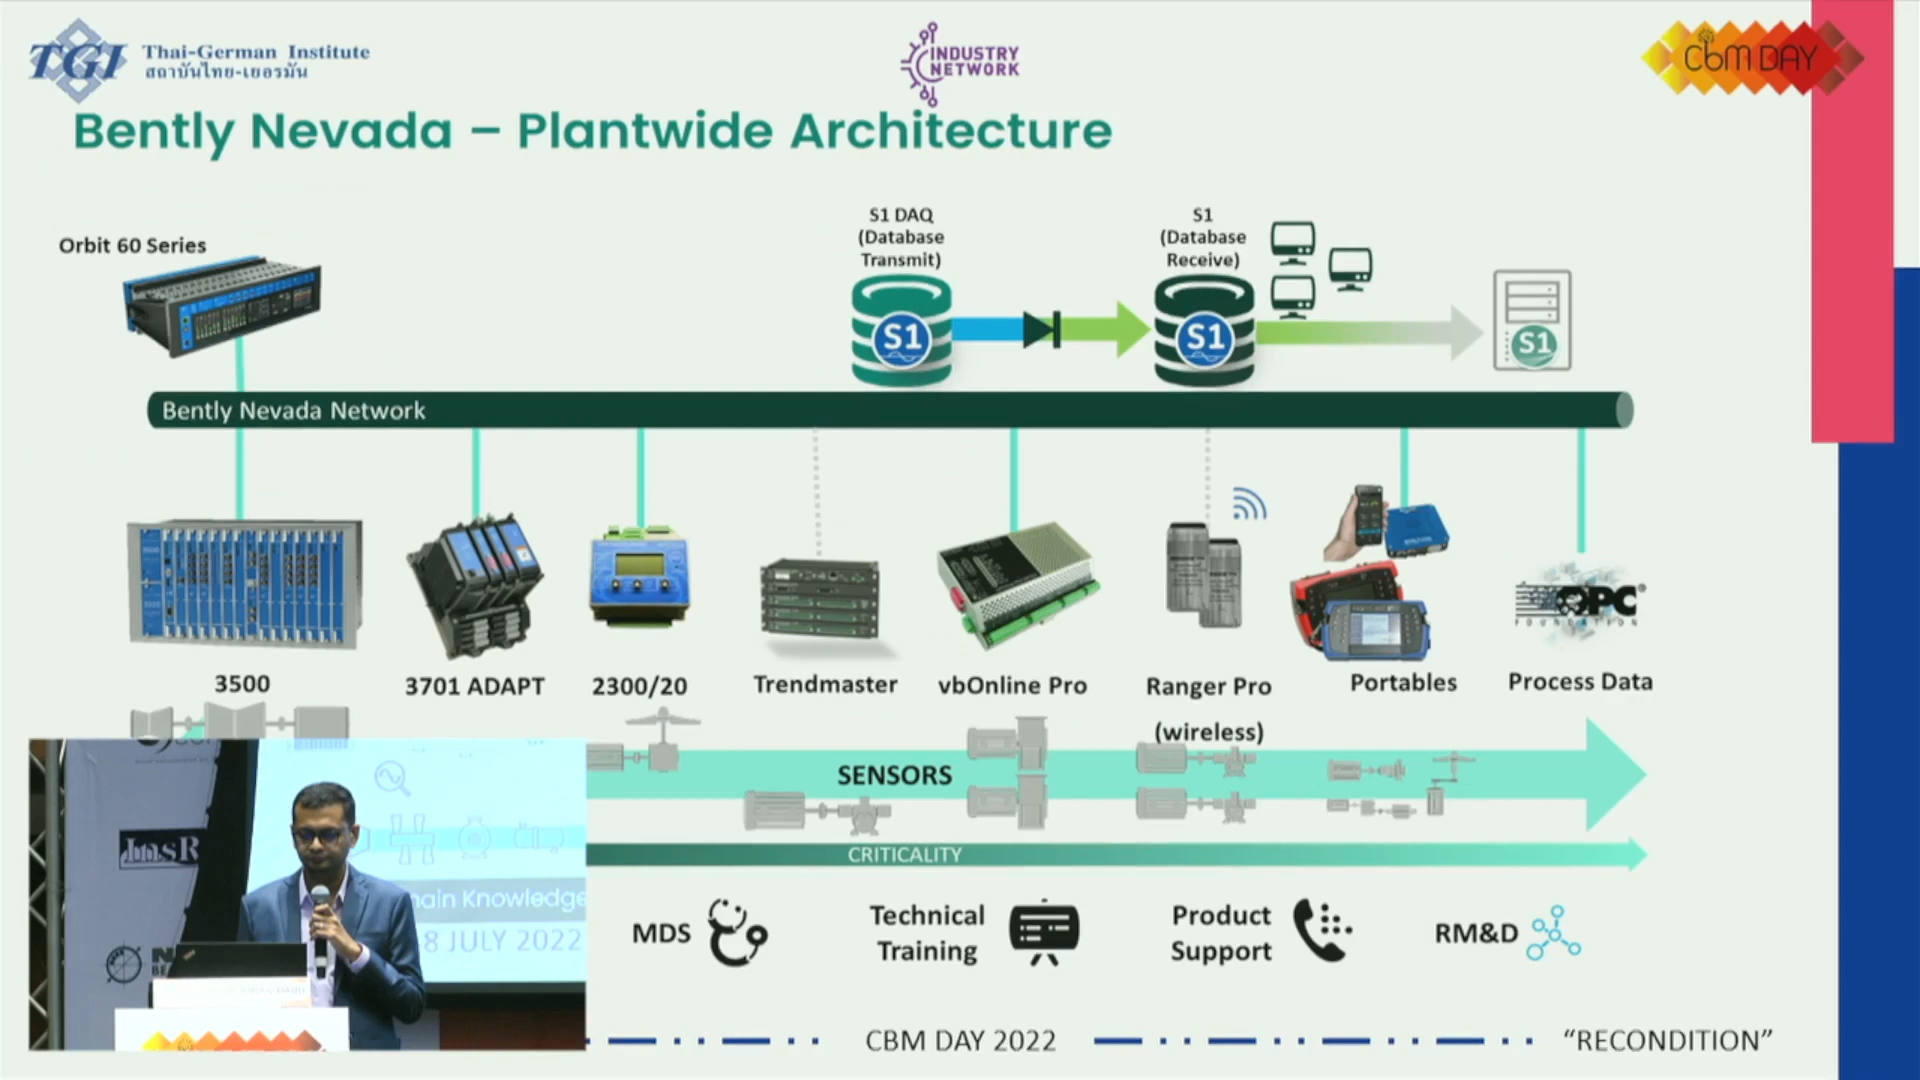 TGI
Thai-German Institute
สถาบันไทย-เยอรมัน
INDUSTRY
NETWORK
CbM DAY
Bently Nevada – Plantwide Architecture
Orbit 60 Series
S1 DAQ
(Database
Transmit)
S1
(Database
Receive)
S1
S1
S1
Bently Nevada Network
3500
3701 ADAPT
2300/20
Trendmaster
vbOnline Pro
Ranger Pro
(wireless)
Portables
OPC
FOUNDATION
Process Data
SENSORS
CRITICALITY
MDS
Technical
Training
Product
Support
RM&D
InsR
main Knowledge
8 JULY 2022
CBM DAY 2022
“RECONDITION”